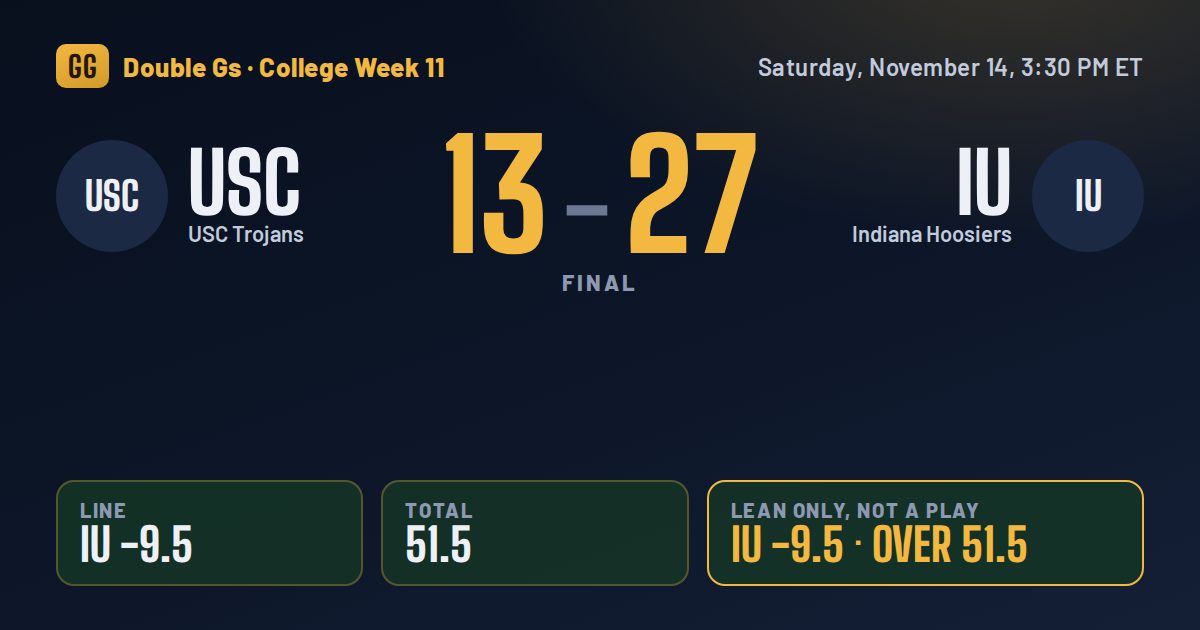 GG Double Gs · College Week 11
Saturday, November 14, 3:30 PM ET
USC
USC
USC Trojans
13 – 27
FINAL
IU
Indiana Hoosiers
IU
LINE
IU −9.5
TOTAL
51.5
LEAN ONLY, NOT A PLAY
IU −9.5 · OVER 51.5